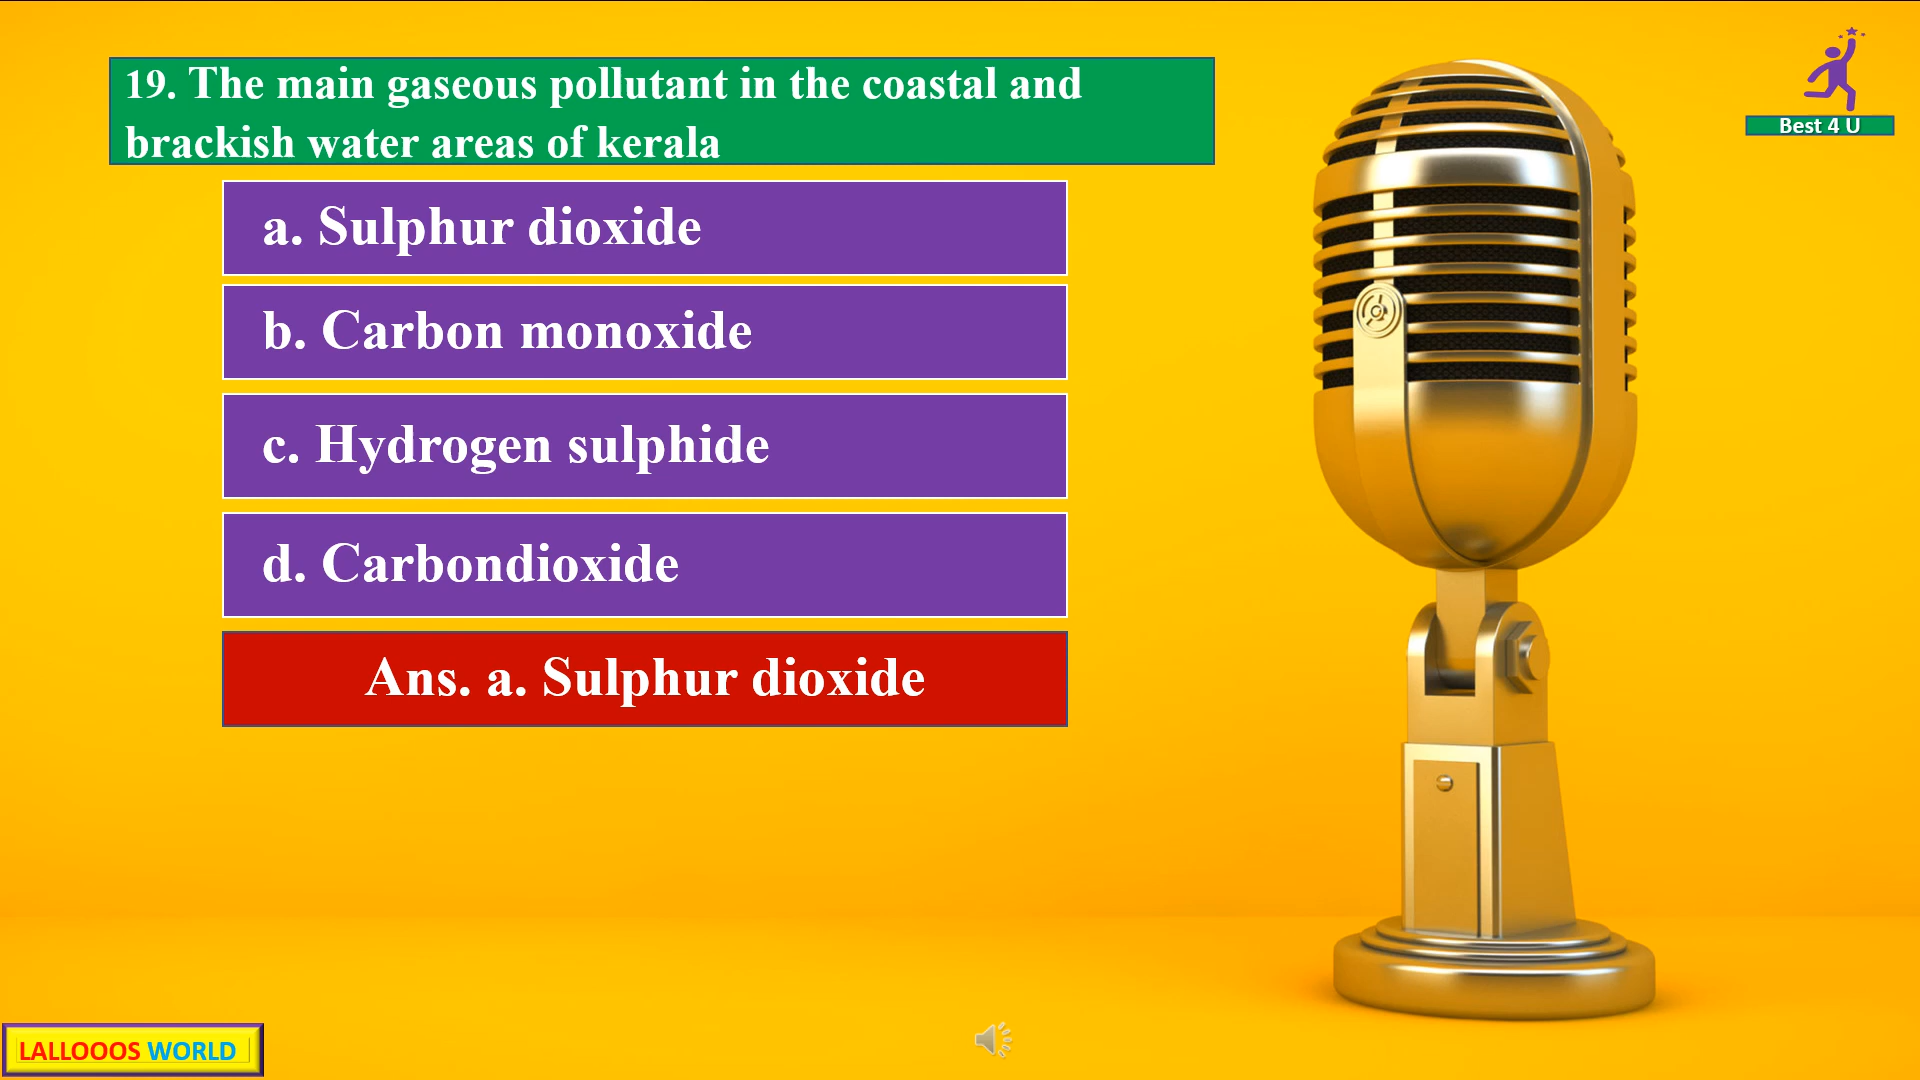 19. The main gaseous pollutant in the coastal and
brackish water areas of kerala
a. Sulphur dioxide
b. Carbon monoxide
c. Hydrogen sulphide
d. Carbondioxide
Ans. a. Sulphur dioxide
Best 4 U
LALLOOOS WORLD